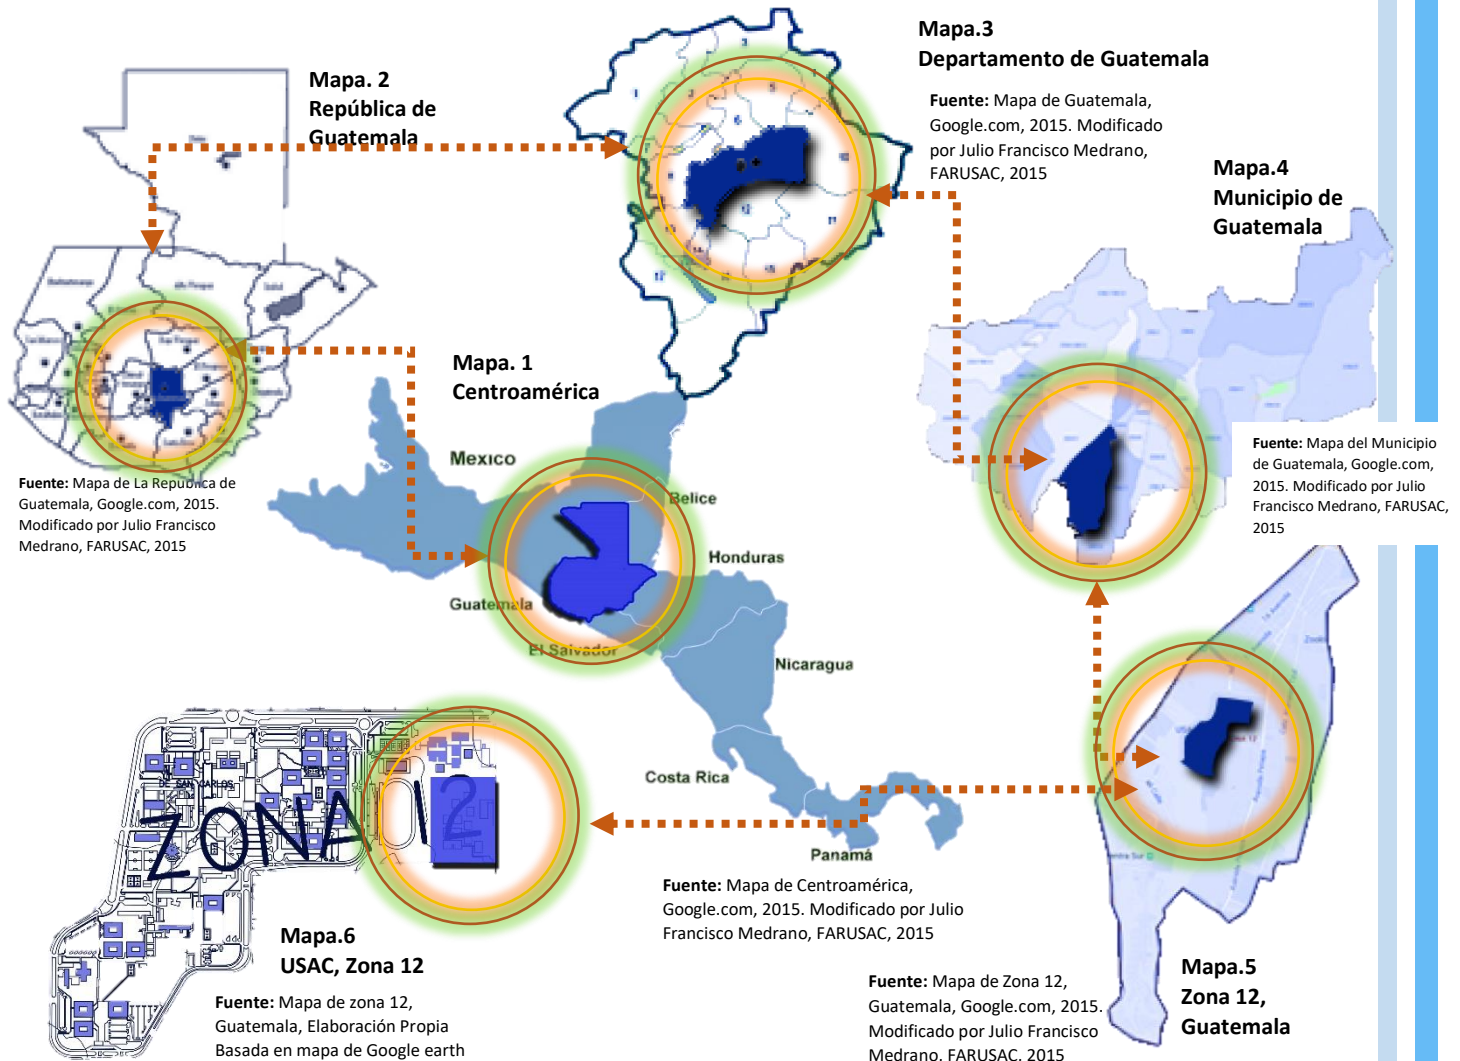 Mapa. 2
República de
Guatemala
Mapa.3
Departamento de Guatemala
Fuente: Mapa de Guatemala,
Google.com, 2015. Modificado
por Julio Francisco Medrano,
FARUSAC, 2015
Mapa.4
Municipio de
Guatemala
Mapa. 1
Centroamérica
Fuente: Mapa de La República de
Guatemala, Google.com, 2015.
Modificado por Julio Francisco
Medrano, FARUSAC, 2015
Fuente: Mapa del Municipio
de Guatemala, Google.com,
2015. Modificado por Julio
Francisco Medrano, FARUSAC,
2015
Mexico
Belice
Honduras
Guatemala
El Salvador
Nicaragua
Costa Rica
Panamá
DE SAN CARLOS
ZONA 12
Fuente: Mapa de Centroamérica,
Google.com, 2015. Modificado por Julio
Francisco Medrano, FARUSAC, 2015
Mapa.6
USAC, Zona 12
Fuente: Mapa de zona 12,
Guatemala, Elaboración Propia
Basada en mapa de Google earth
Fuente: Mapa de Zona 12,
Guatemala, Google.com, 2015.
Modificado por Julio Francisco
Medrano, FARUSAC, 2015
Mapa.5
Zona 12,
Guatemala